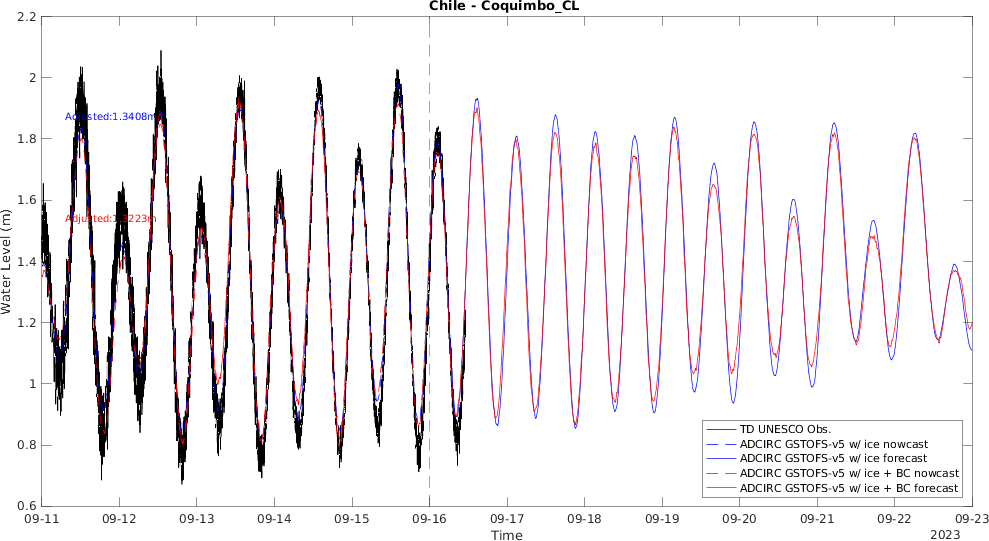 Chile - Coquimbo_CL
Water Level (m)
2.2
2
1.8
1.6
1.4
1.2
1
0.8
0.6
Adjusted:1.3408m
Adjusted:1.3223m
TD UNESCO Obs.
ADCIRC GSTOFS-v5 w/ ice nowcast
ADCIRC GSTOFS-v5 w/ ice forecast
ADCIRC GSTOFS-v5 w/ ice + BC nowcast
ADCIRC GSTOFS-v5 w/ ice + BC forecast
09-11 09-12 09-13 09-14 09-15 09-16 09-17 09-18 09-19 09-20 09-21 09-22 09-23
Time
2023